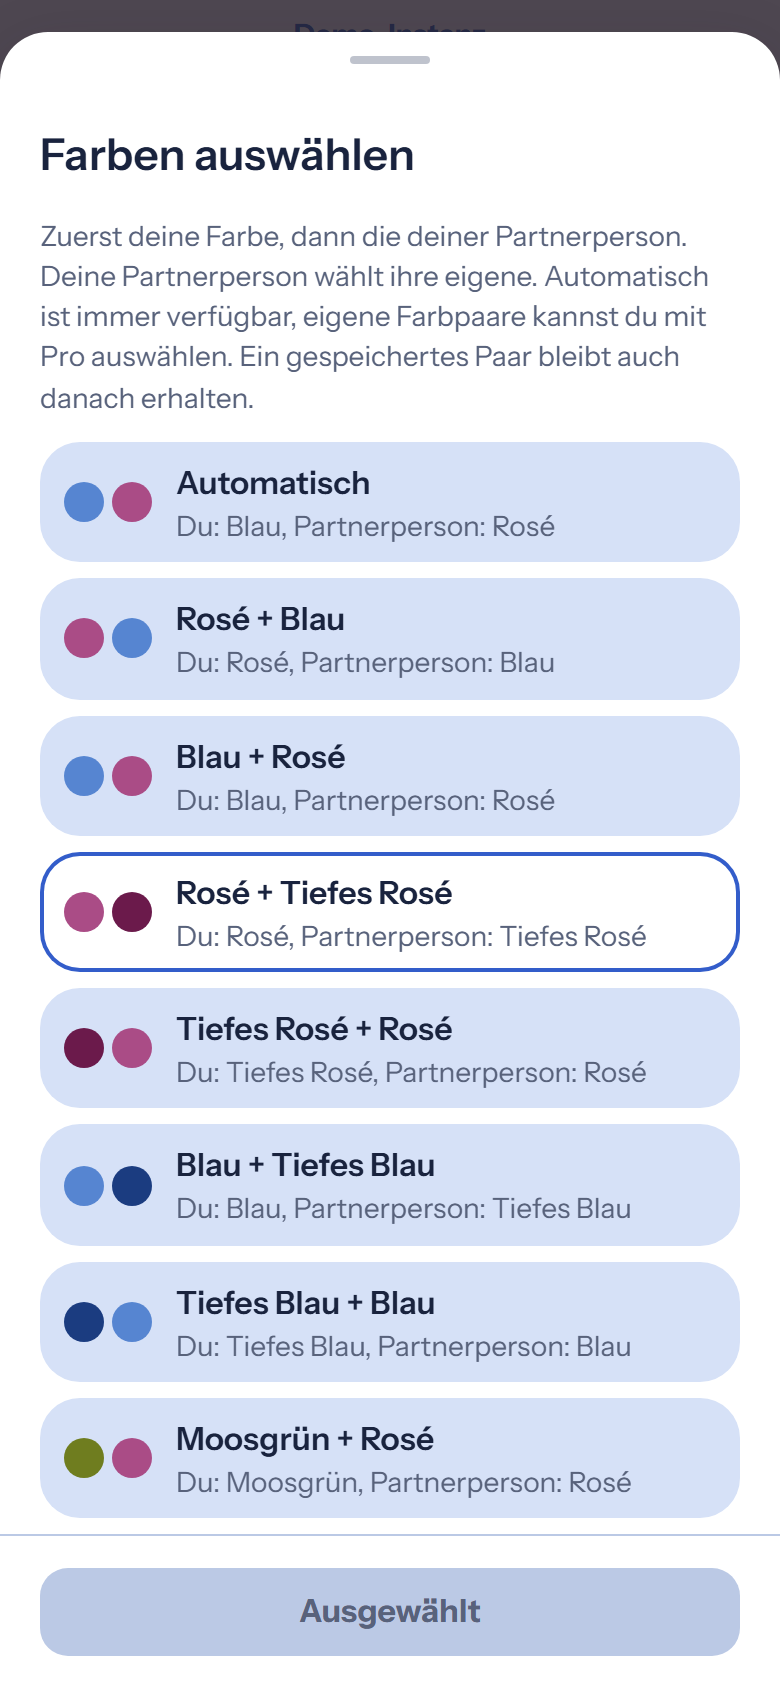 Farben auswählen
Zuerst deine Farbe, dann die deiner Partnerperson.
Deine Partnerperson wählt ihre eigene. Automatisch
ist immer verfügbar, eigene Farbpaare kannst du mit
Pro auswählen. Ein gespeichertes Paar bleibt auch
danach erhalten.
Automatisch
Du: Blau, Partnerperson: Rosé
Rosé + Blau
Du: Rosé, Partnerperson: Blau
Blau + Rosé
Du: Blau, Partnerperson: Rosé
Rosé + Tiefes Rosé
Du: Rosé, Partnerperson: Tiefes Rosé
Tiefes Rosé + Rosé
Du: Tiefes Rosé, Partnerperson: Rosé
Blau + Tiefes Blau
Du: Blau, Partnerperson: Tiefes Blau
Tiefes Blau + Blau
Du: Tiefes Blau, Partnerperson: Blau
Moosgrün + Rosé
Du: Moosgrün, Partnerperson: Rosé
Ausgewählt